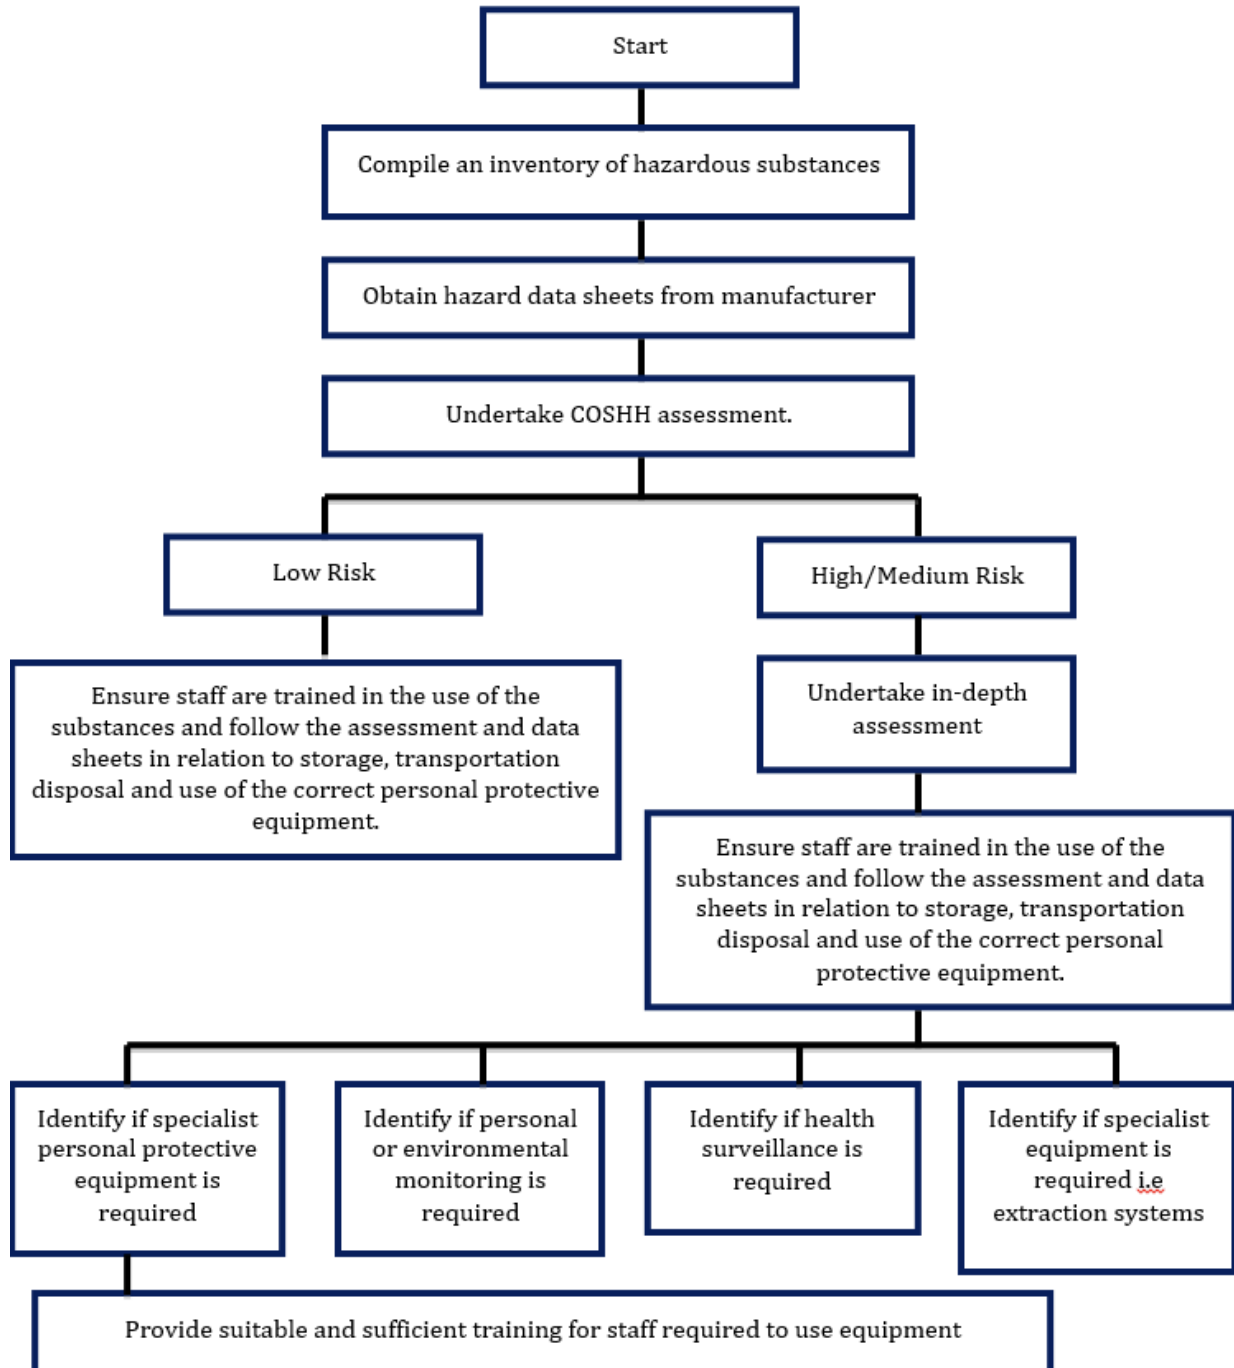 Start
Compile an inventory of hazardous substances
Obtain hazard data sheets from manufacturer
Undertake COSHH assessment.
Low Risk
High/Medium Risk
Ensure staff are trained in the use of the
substances and follow the assessment and data
sheets in relation to storage, transportation
disposal and use of the correct personal protective
equipment.
Undertake in-depth
assessment
Ensure staff are trained in the use of the
substances and follow the assessment and data
sheets in relation to storage, transportation
disposal and use of the correct personal
protective equipment.
Identify if specialist
personal protective
equipment is
required
Identify if personal
or environmental
monitoring is
required
Identify if health
surveillance is
required
Identify if specialist
equipment is
required i.e
extraction systems
Provide suitable and sufficient training for staff required to use equipment